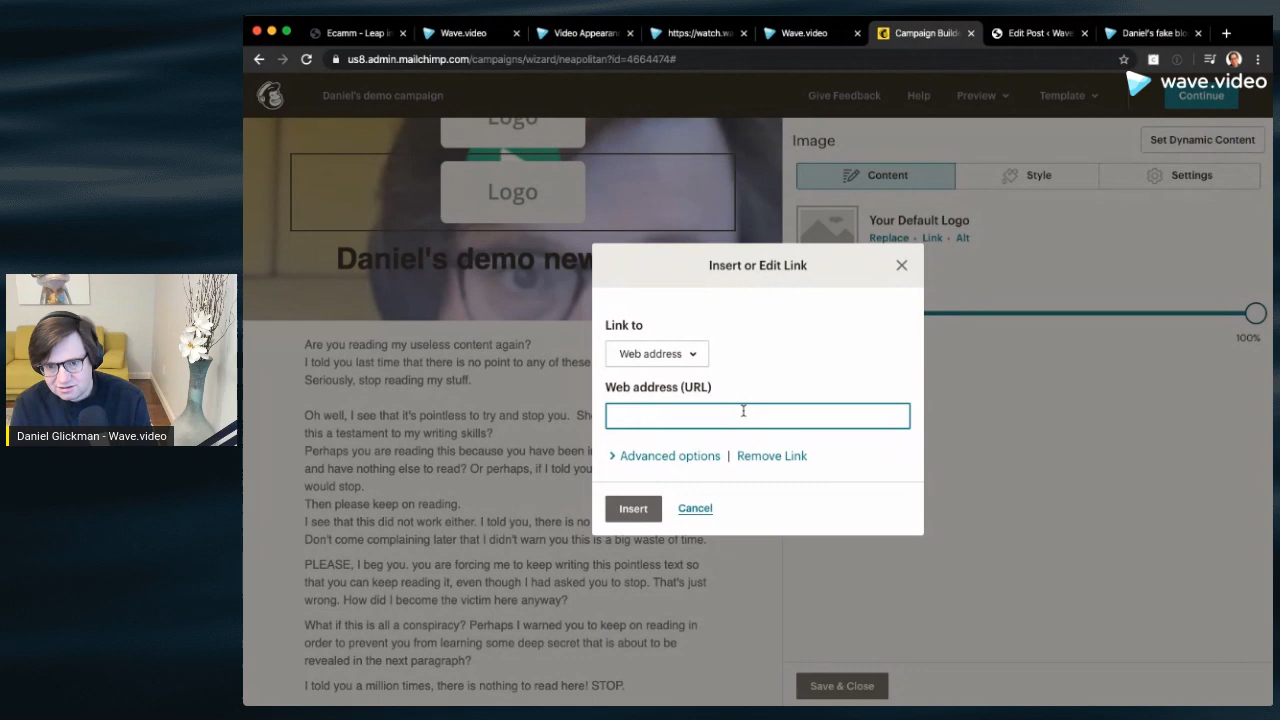 Ecamm - Leap in
Wave.video
Video Appearan
https://watch.wa
Wave.video
Campaign Build
Edit Post ‹ Wave
Daniel's fake blo
us8.admin.mailchimp.com/campaigns/wizard/neapolitan?id=4664474#
wave.video
Daniel's demo campaign
Give Feedback
Help
Preview
Template
Continue
Logo
Logo
Daniel's demo new
Image
Set Dynamic Content
Content
Style
Settings
Your Default Logo
Replace - Link - Alt
100%
Insert or Edit Link
Link to
Web address
Web address (URL)
Advanced options | Remove Link
Insert
Cancel
Are you reading my useless content again?
I told you last time that there is no point to any of these
Seriously, stop reading my stuff.
Oh well, I see that it's pointless to try and stop you. Sh
this a testament to my writing skills?
Perhaps you are reading this because you have been i
and have nothing else to read? Or perhaps, if I told you
would stop.
Then please keep on reading.
I see that this did not work either. I told you, there is no
Don't come complaining later that I didn't warn you this is a big waste of time.
PLEASE, I beg you. you are forcing me to keep writing this pointless text so
that you can keep reading it, even though I had asked you to stop. That's just
wrong. How did I become the victim here anyway?
What if this is all a conspiracy? Perhaps I warned you to keep on reading in
order to prevent you from learning some deep secret that is about to be
revealed in the next paragraph?
I told you a million times, there is nothing to read here! STOP.
Save & Close
Daniel Glickman - Wave.video